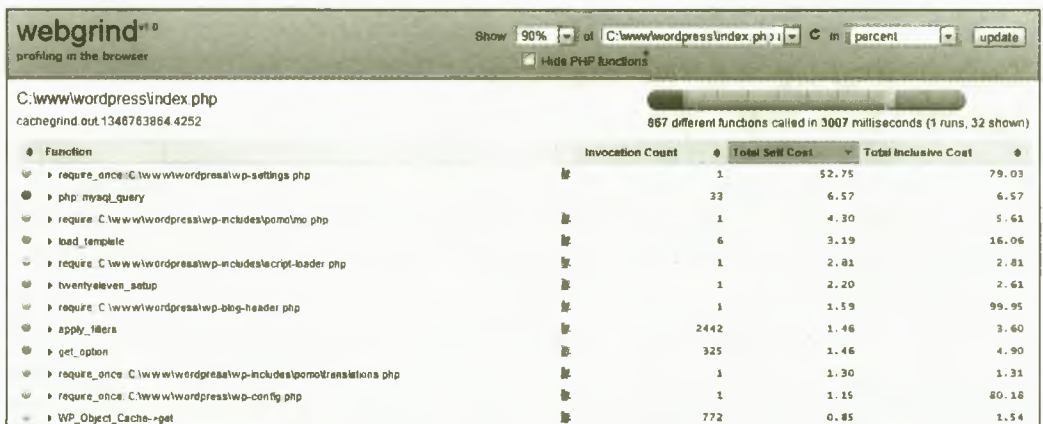 webgrind v1.0
profiling in the browser
Show 90% of C:\www\wordpress\index.php in percent update
Hide PHP functions
C:\www\wordpress\index.php
cachegrind.out.1346763864.4252
867 different functions called in 3007 milliseconds (1 runs, 32 shown)
Function Invocation Count Total Self Cost Total Inclusive Cost
require_once::C:\www\wordpress\wp-settings.php 1 52.75 79.03
php::mysql_query 33 6.57 6.57
require::C:\www\wordpress\wp-includes\pomo\mo.php 1 4.30 5.61
load_template 6 3.19 16.06
require::C:\www\wordpress\wp-includes\script-loader.php 1 2.81 2.81
twentyeleven_setup 1 2.20 2.61
require::C:\www\wordpress\wp-blog-header.php 1 1.59 99.95
apply_filters 2442 1.46 3.60
get_option 325 1.46 4.90
require_once::C:\www\wordpress\wp-includes\pomo\translations.php 1 1.30 1.31
require_once::C:\www\wordpress\wp-config.php 1 1.15 80.18
WP_Object_Cache->get 772 0.85 1.54